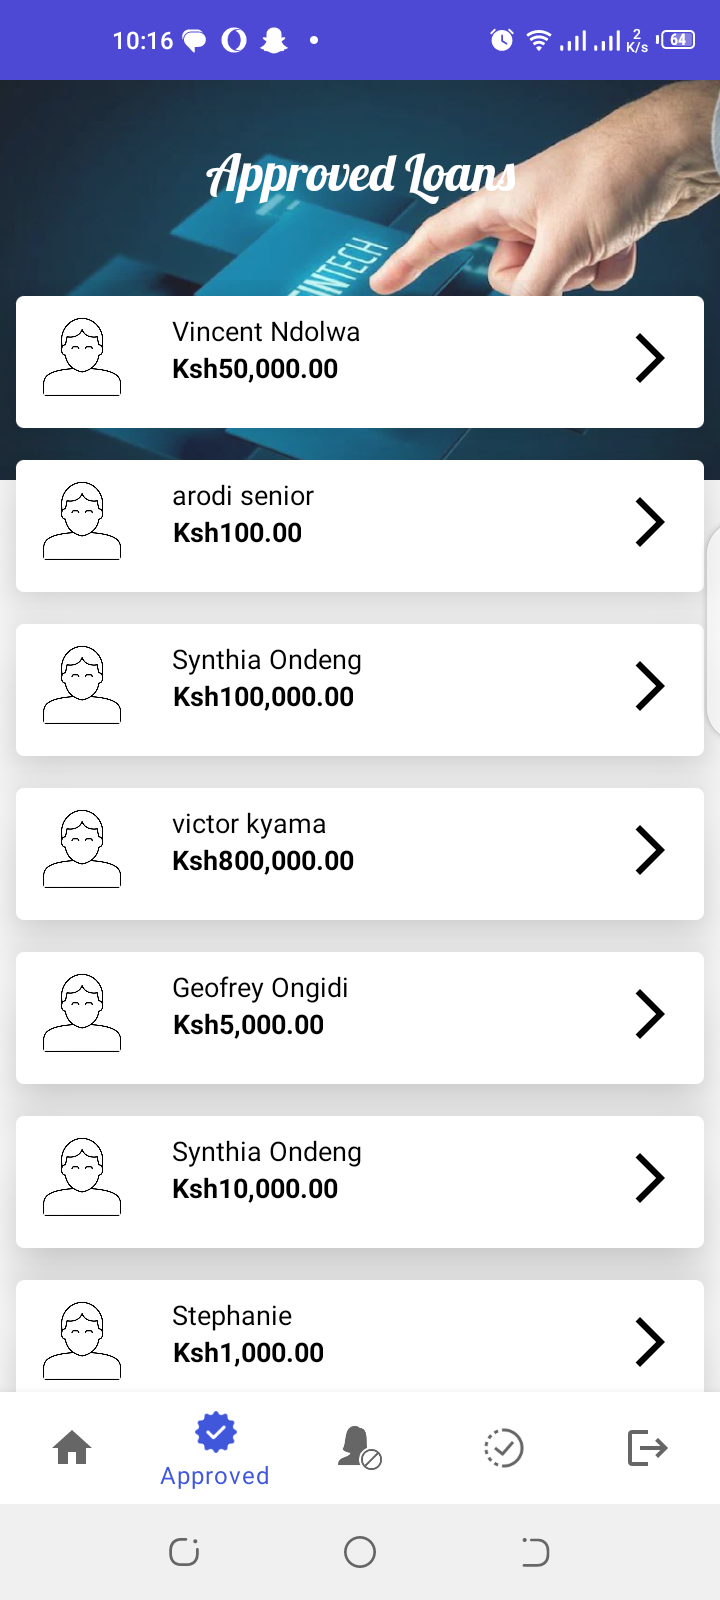 10:16
2
K/s
64
Approved Loans
FINTECH
Vincent Ndolwa
Ksh50,000.00
arodi senior
Ksh100.00
Synthia Ondeng
Ksh100,000.00
victor kyama
Ksh800,000.00
Geofrey Ongidi
Ksh5,000.00
Synthia Ondeng
Ksh10,000.00
Stephanie
Ksh1,000.00
Approved